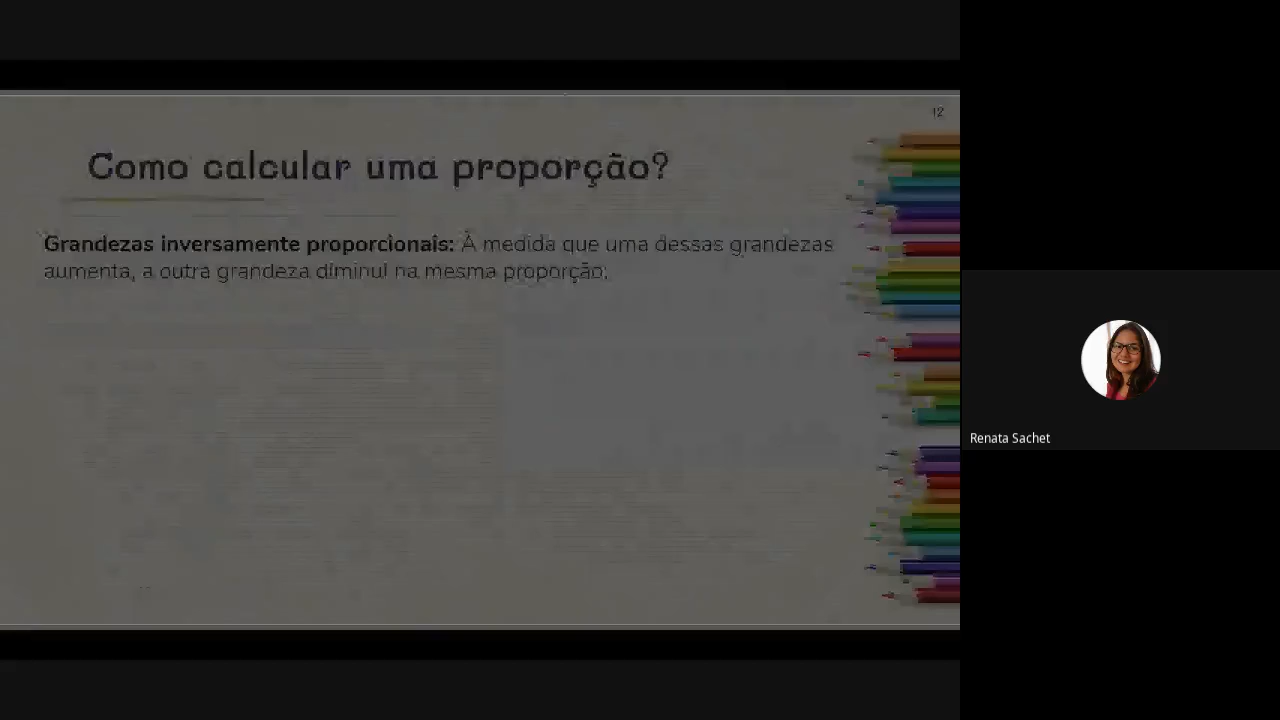 12
Como calcular uma proporção?
Grandezas inversamente proporcionais: À medida que uma dessas grandezas
aumenta, a outra grandeza diminui na mesma proporção;
Renata Sachet